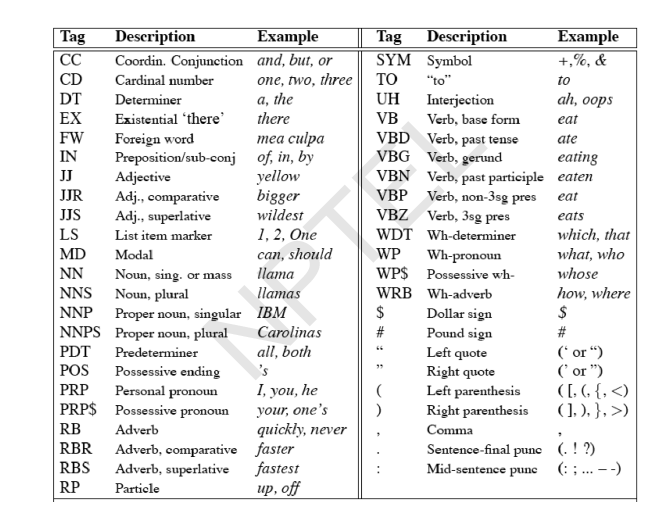 Tag Description Example Tag Description Example
CC Coordin. Conjunction and, but, or SYM Symbol +,%, &
CD Cardinal number one, two, three TO "to" to
DT Determiner a, the UH Interjection ah, oops
EX Existential 'there' there VB Verb, base form eat
FW Foreign word mea culpa VBD Verb, past tense ate
IN Preposition/sub-conj of, in, by VBG Verb, gerund eating
JJ Adjective yellow VBN Verb, past participle eaten
JJR Adj., comparative bigger VBP Verb, non-3sg pres eat
JJS Adj., superlative wildest VBZ Verb, 3sg pres eats
LS List item marker 1, 2, One WDT Wh-determiner which, that
MD Modal can, should WP Wh-pronoun what, who
NN Noun, sing. or mass llama WP$ Possessive wh- whose
NNS Noun, plural llamas WRB Wh-adverb how, where
NNP Proper noun, singular IBM $ Dollar sign $
NNPS Proper noun, plural Carolinas # Pound sign #
PDT Predeterminer all, both “ Left quote (‘ or “)
POS Possessive ending 's ” Right quote (’ or ”)
PRP Personal pronoun I, you, he ( Left parenthesis ([, (, {, <)
PRP$ Possessive pronoun your, one's ) Right parenthesis (], ), }, >)
RB Adverb quickly, never , Comma ,
RBR Adverb, comparative faster . Sentence-final punc (. ! ?)
RBS Adverb, superlative fastest : Mid-sentence punc (: ; ... – -)
RP Particle up, off
NPTEL